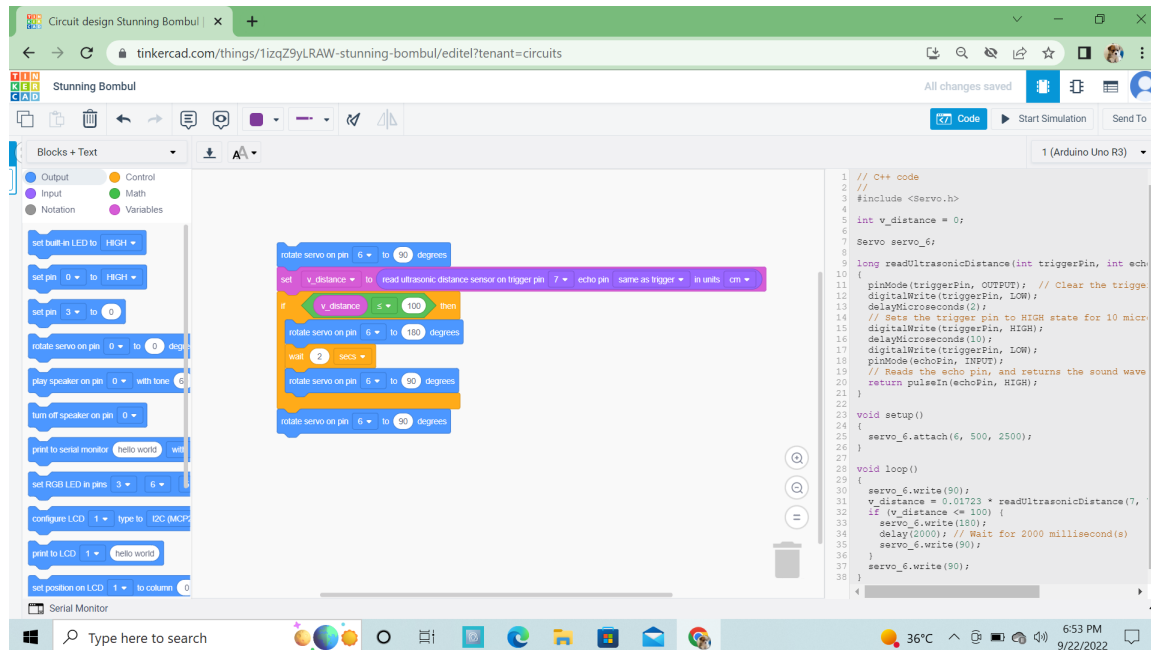 Circuit design Stunning Bombul
tinkercad.com/things/1izqZ9yLRAW-stunning-bombul/editel?tenant=circuits
TIN
KER
CAD
Stunning Bombul
All changes saved
Code
Start Simulation
Send To
Blocks + Text
AA
1 (Arduino Uno R3)
Output
Control
Input
Math
Notation
Variables
set built-in LED to HIGH
set pin 0 to HIGH
set pin 3 to 0
rotate servo on pin 0 to 0 degre
play speaker on pin 0 with tone 6
turn off speaker on pin 0
print to serial monitor hello world with
set RGB LED in pins 3 6
configure LCD 1 type to I2C (MCP2
print to LCD 1 hello world
set position on LCD 1 to column 0
rotate servo on pin 6 to 90 degrees
set v_distance to read ultrasonic distance sensor on trigger pin 7 echo pin same as trigger in units cm
if v_distance ≤ 100 then
rotate servo on pin 6 to 180 degrees
wait 2 secs
rotate servo on pin 6 to 90 degrees
rotate servo on pin 6 to 90 degrees
1 // C++ code
2 //
3 #include <Servo.h>
4
5 int v_distance = 0;
6
7 Servo servo_6;
8
9 long readUltrasonicDistance(int triggerPin, int ech
10 {
11 pinMode(triggerPin, OUTPUT); // Clear the trigge
12 digitalWrite(triggerPin, LOW);
13 delayMicroseconds(2);
14 // Sets the trigger pin to HIGH state for 10 micr
15 digitalWrite(triggerPin, HIGH);
16 delayMicroseconds(10);
17 digitalWrite(triggerPin, LOW);
18 pinMode(echoPin, INPUT);
19 // Reads the echo pin, and returns the sound wave
20 return pulseIn(echoPin, HIGH);
21 }
22
23 void setup()
24 {
25 servo_6.attach(6, 500, 2500);
26 }
27
28 void loop()
29 {
30 servo_6.write(90);
31 v_distance = 0.01723 * readUltrasonicDistance(7,
32 if (v_distance <= 100) {
33 servo_6.write(180);
34 delay(2000); // Wait for 2000 millisecond(s)
35 servo_6.write(90);
36 }
37 servo_6.write(90);
38 }
Serial Monitor
Type here to search
36°C
6:53 PM
9/22/2022